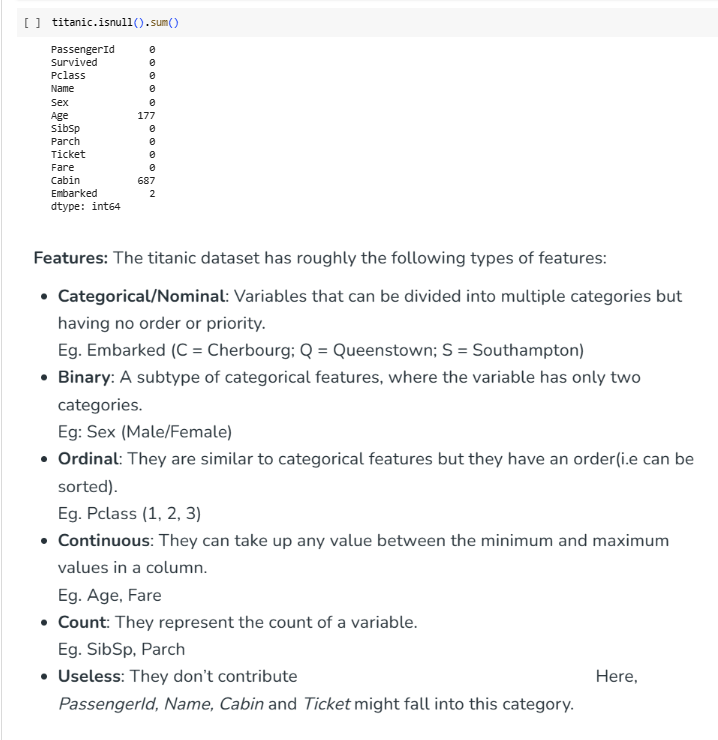 [ ] titanic.isnull().sum()
PassengerId 0
Survived 0
Pclass 0
Name 0
Sex 0
Age 177
SibSp 0
Parch 0
Ticket 0
Fare 0
Cabin 687
Embarked 2
dtype: int64
Features: The titanic dataset has roughly the following types of features:
• Categorical/Nominal: Variables that can be divided into multiple categories but
having no order or priority.
Eg. Embarked (C = Cherbourg; Q = Queenstown; S = Southampton)
• Binary: A subtype of categorical features, where the variable has only two
categories.
Eg: Sex (Male/Female)
• Ordinal: They are similar to categorical features but they have an order(i.e can be
sorted).
Eg. Pclass (1, 2, 3)
• Continuous: They can take up any value between the minimum and maximum
values in a column.
Eg. Age, Fare
• Count: They represent the count of a variable.
Eg. SibSp, Parch
• Useless: They don't contribute Here,
PassengerId, Name, Cabin and Ticket might fall into this category.